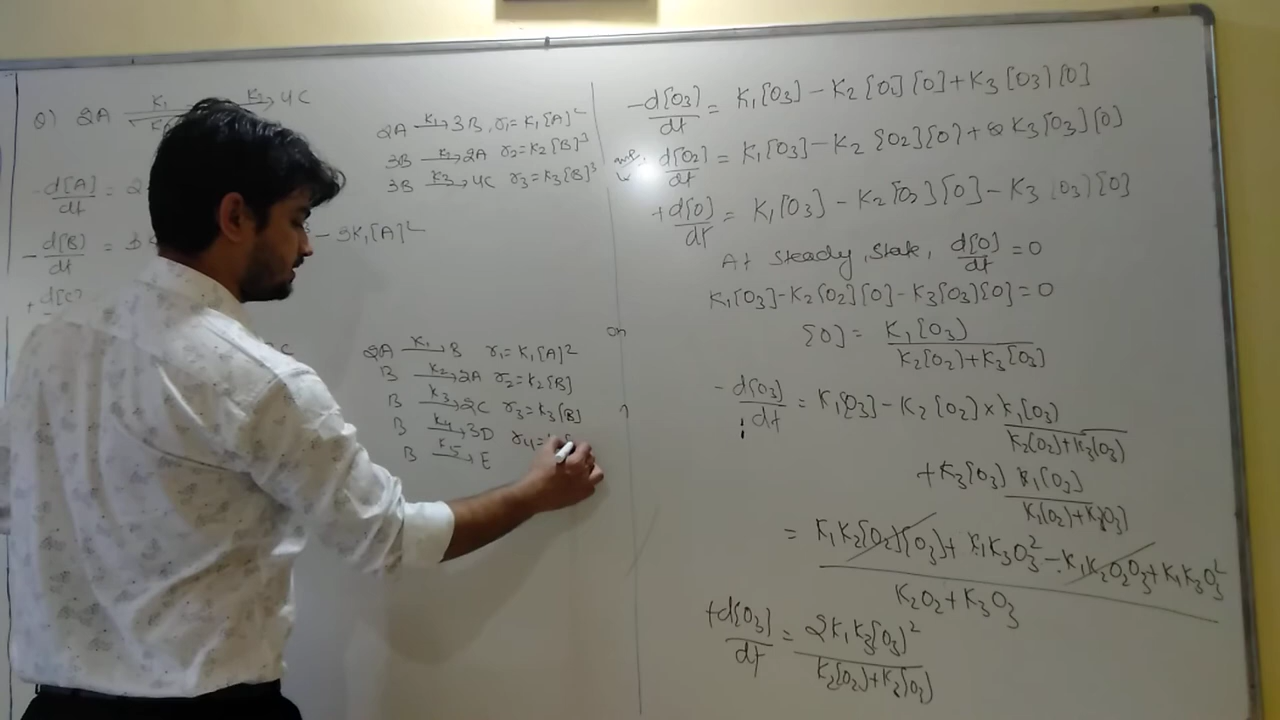 Q) 2A K1 K2→ 4C
2A K1→ 3B, r1 = K1[A]²
3B K2→ 2A r2 = K2[B]³
3B K3→ 4C r3 = K3[B]³
-d[A]/dt = 2
-d[B]/dt = 3 - 3K1[A]²
+d[C]
2A K1→ B r1 = K1[A]²
B K2→ 2A r2 = K2[B]
B K3→ 2C r3 = K3[B]
B K4→ 3D r4 =
B K5→ E
-d[O3]/dt = K1[O3] - K2[O2][O] + K3[O3][O]
d[O2]/dt = K1[O3] - K2[O2][O] + 2K3[O3][O]
+d[O]/dt = K1[O3] - K2[O2][O] - K3[O3][O]
At steady state, d[O]/dt = 0
K1[O3] - K2[O2][O] - K3[O3][O] = 0
[O] = K1[O3] / K2[O2] + K3[O3]
-d[O3]/dt = K1[O3] - K2[O2] × K1[O3] / K2[O2] + K3[O3]
+ K3[O3] K1[O3] / K2[O2] + K3[O3]
= K1K2[O2][O3] + K1K3O3² - K1K2O2O3 + K1K3O3² / K2O2 + K3O3
+d[O3]/dt = 2K1K3[O3]² / K2[O2] + K3[O3]